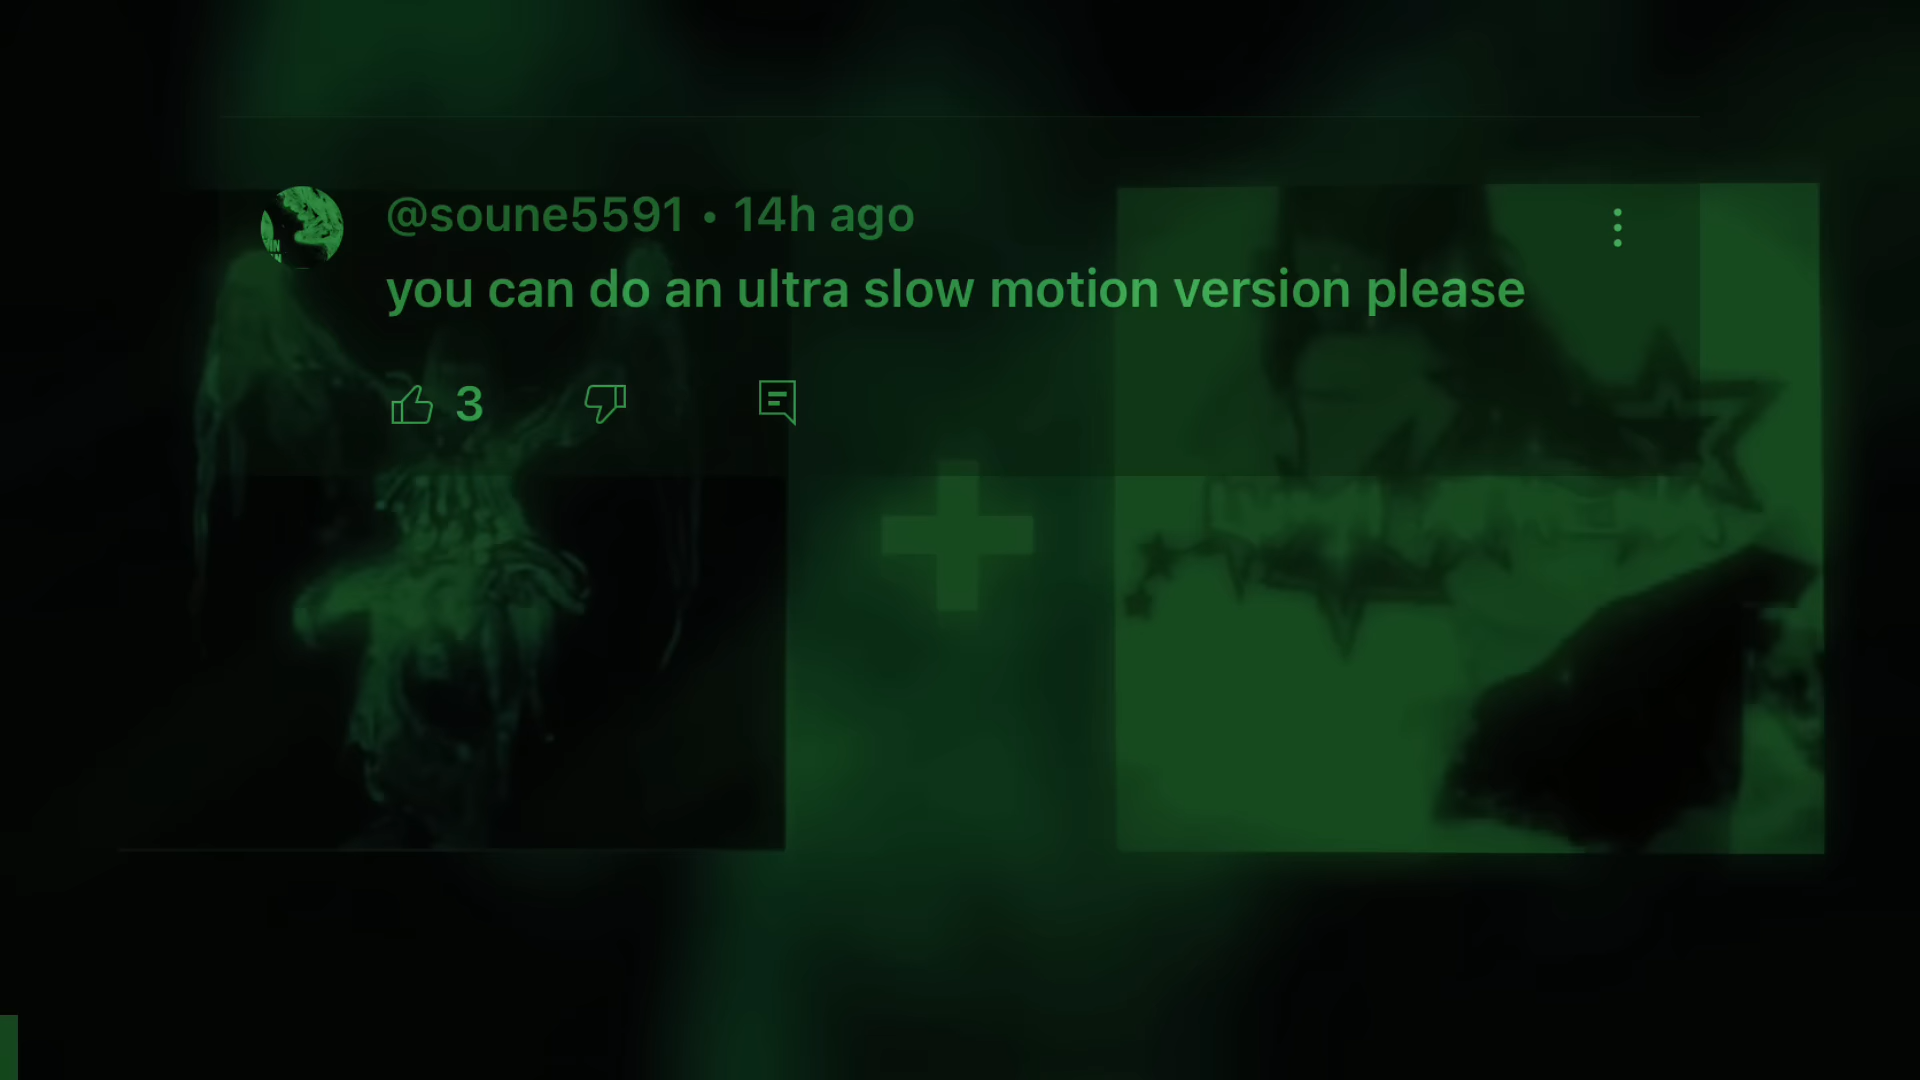 @soune5591 • 14h ago
you can do an ultra slow motion version please
3